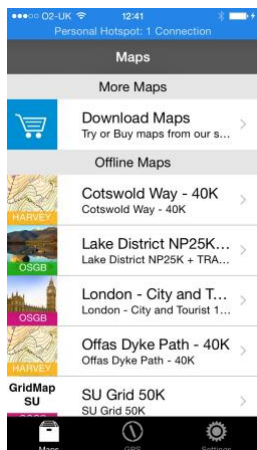 O2-UK 12:41
Personal Hotspot: 1 Connection
Maps
More Maps
Download Maps
Try or Buy maps from our s...
Offline Maps
Cotswold Way - 40K
Cotswold Way - 40K
HARVEY
Lake District NP25K...
Lake District NP25K + TRA...
OSGB
London - City and T...
London - City and Tourist 1...
OSGB
Offas Dyke Path - 40K
Offas Dyke Path - 40K
HARVEY
GridMap
SU
SU Grid 50K
SU Grid 50K
Maps GPS Settings